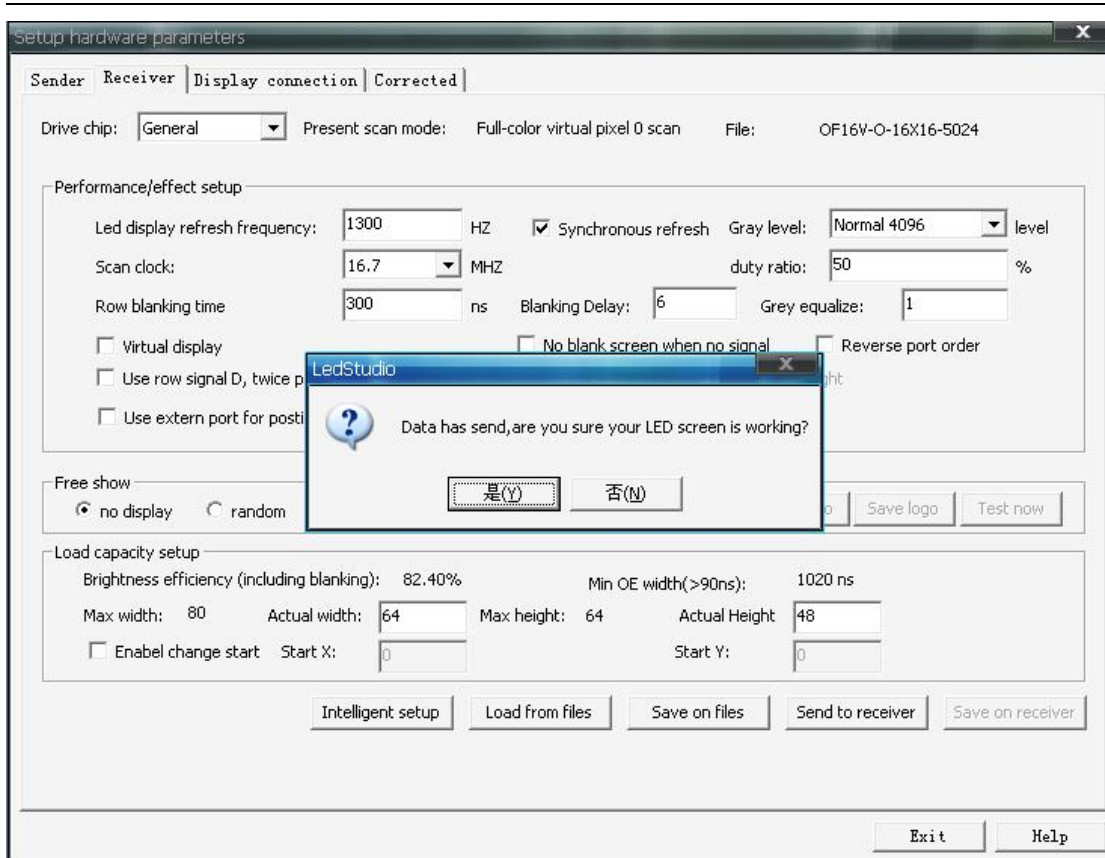 Setup hardware parameters
X
Sender Receiver Display connection Corrected
Drive chip: General Present scan mode: Full-color virtual pixel 0 scan File: OF16V-O-16X16-5024
Performance/effect setup
Led display refresh frequency: 1300 HZ Synchronous refresh Gray level: Normal 4096 level
Scan clock: 16.7 MHZ duty ratio: 50 %
Row blanking time 300 ns Blanking Delay: 6 Grey equalize: 1
Virtual display No blank screen when no signal Reverse port order
Use row signal D, twice p
Use extern port for posti
LedStudio
X
Data has send,are you sure your LED screen is working?
是(Y) 否(N)
Free show
no display random Save logo Test now
Load capacity setup
Brightness efficiency (including blanking): 82.40% Min OE width(>90ns): 1020 ns
Max width: 80 Actual width: 64 Max height: 64 Actual Height 48
Enabel change start Start X: 0 Start Y: 0
Intelligent setup Load from files Save on files Send to receiver Save on receiver
Exit Help